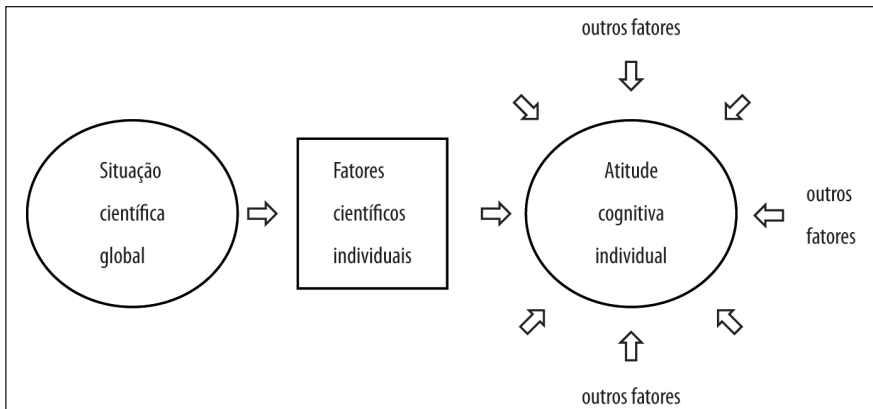 outros fatores
Situação
científica
global
Fatores
científicos
individuais
Atitude
cognitiva
individual
outros
fatores
outros fatores